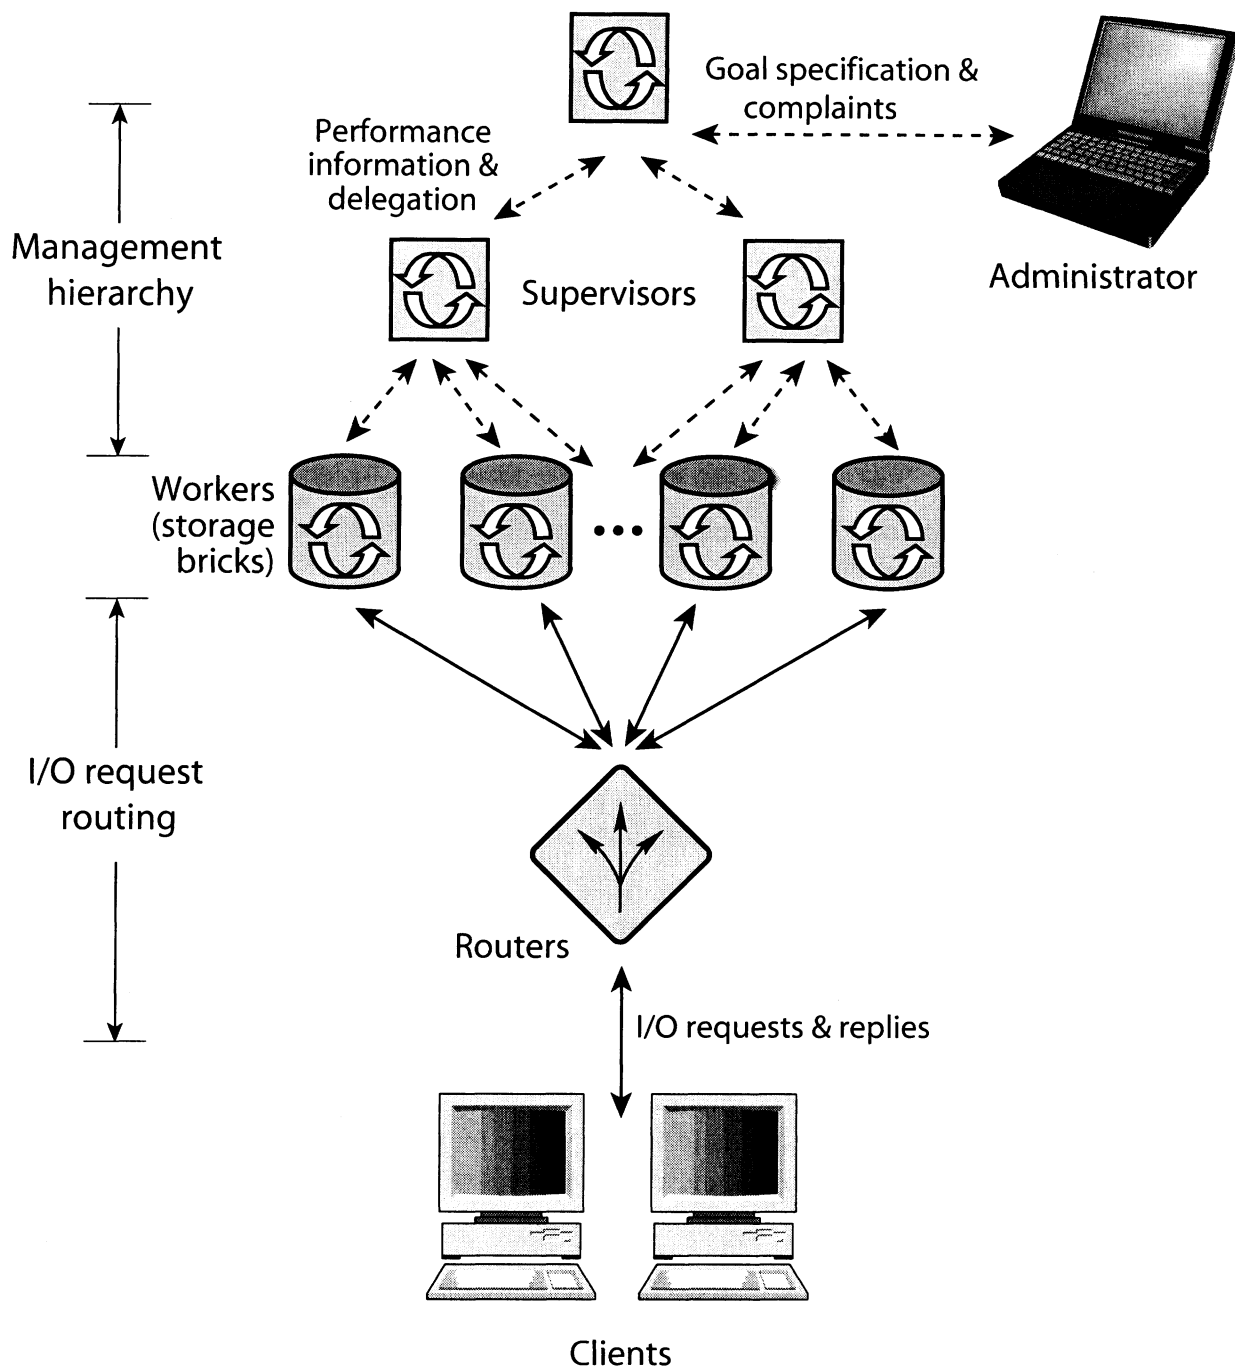 Goal specification &
complaints
Performance
information &
delegation
Management
hierarchy
Supervisors
Administrator
Workers
(storage
bricks)
I/O request
routing
Routers
I/O requests & replies
Clients